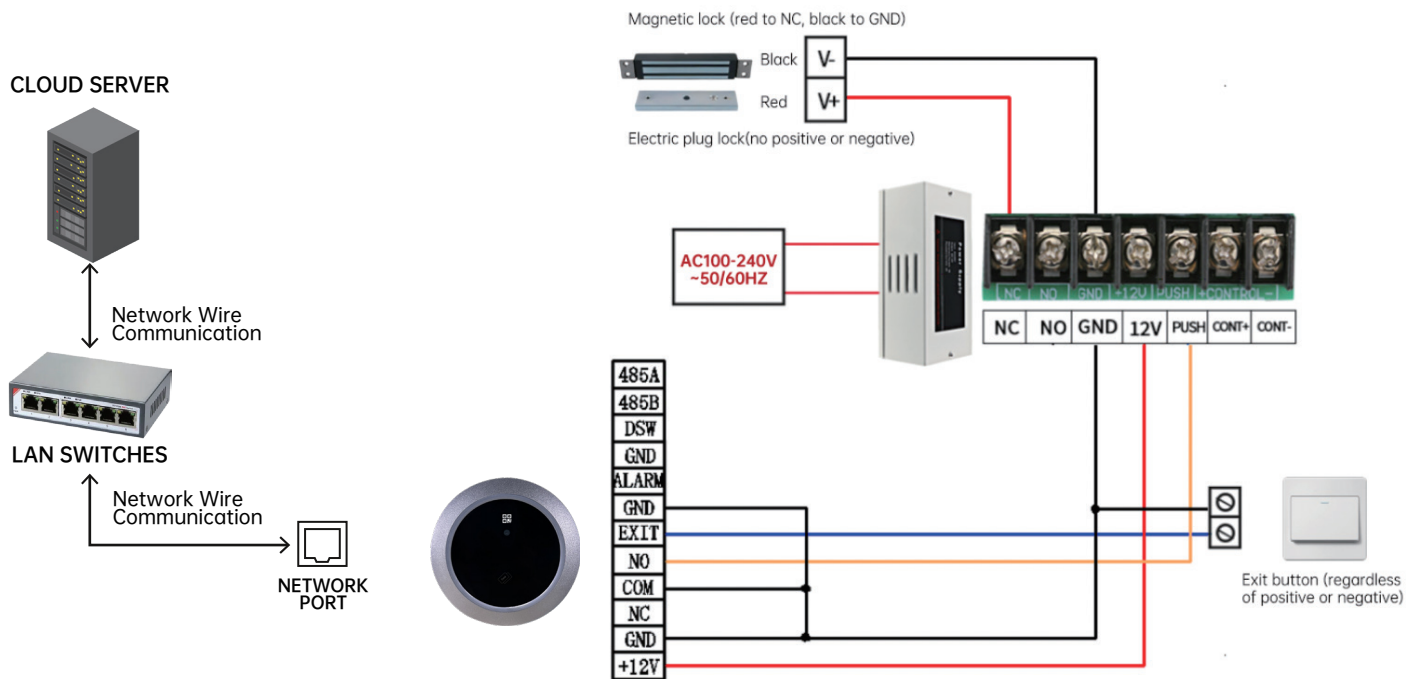 CLOUD SERVER
Network Wire
Communication
LAN SWITCHES
Network Wire
Communication
NETWORK
PORT
Magnetic lock (red to NC, black to GND)
Black
V-
Red
V+
Electric plug lock(no positive or negative)
AC100-240V
~50/60HZ
Power Supply
NC NO GND +12V PUSH +CONTROL-
NC NO GND 12V PUSH CONT+ CONT-
485A
485B
DSW
GND
ALARM
GND
EXIT
NO
COM
NC
GND
+12V
Exit button (regardless
of positive or negative)